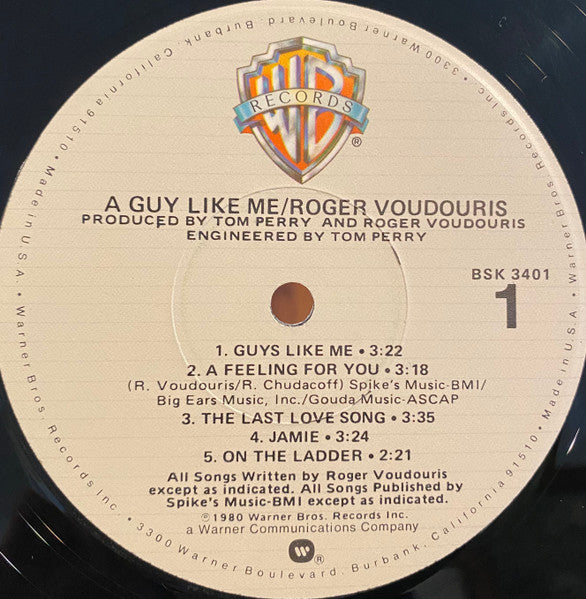 WB
RECORDS
®
A GUY LIKE ME/ROGER VOUDOURIS
PRODUCED BY TOM PERRY AND ROGER VOUDOURIS
ENGINEERED BY TOM PERRY
BSK 3401
1
1. GUYS LIKE ME • 3:22
2. A FEELING FOR YOU • 3:18
(R. Voudouris/R. Chudacoff) Spike's Music-BMI/
Big Ears Music, Inc./Gouda Music-ASCAP
3. THE LAST LOVE SONG • 3:35
4. JAMIE • 3:24
5. ON THE LADDER • 2:21
All Songs Written by Roger Voudouris
except as indicated. All Songs Published by
Spike's Music-BMI except as indicated.
℗1980 Warner Bros. Records Inc.
a Warner Communications Company
W®
3300 Warner Boulevard. Burbank, California 91510 • Made in U.S.A. • Warner Bros. Records Inc. • 3300 Warner Boulevard. Burbank, California 91510 • Made in U.S.A. • Warner Bros. Records Inc. •